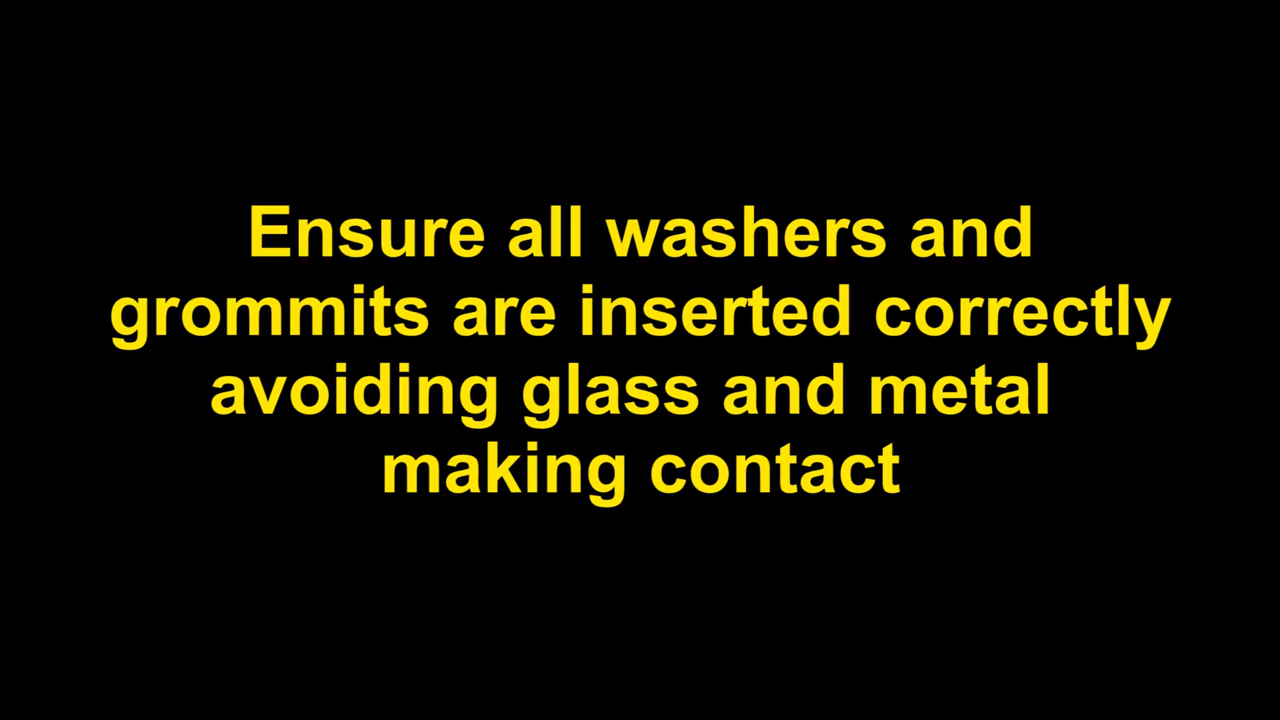 Ensure all washers and
grommits are inserted correctly
avoiding glass and metal
making contact